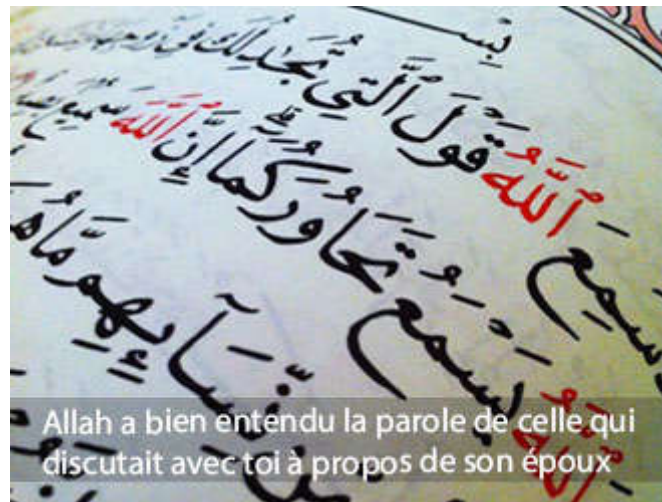 بِسْـ
سَمِعَ ٱللَّهُ قَوْلَ ٱلَّتِي تُجَٰدِلُكَ فِي زَوْجِهَا
ٱللَّهُ يَسْمَعُ تَحَاوُرَكُمَآ إِنَّ ٱللَّهَ سَمِيعٌۢ
نِّسَآئِهِم مَّا
Allah a bien entendu la parole de celle qui
discutait avec toi à propos de son époux